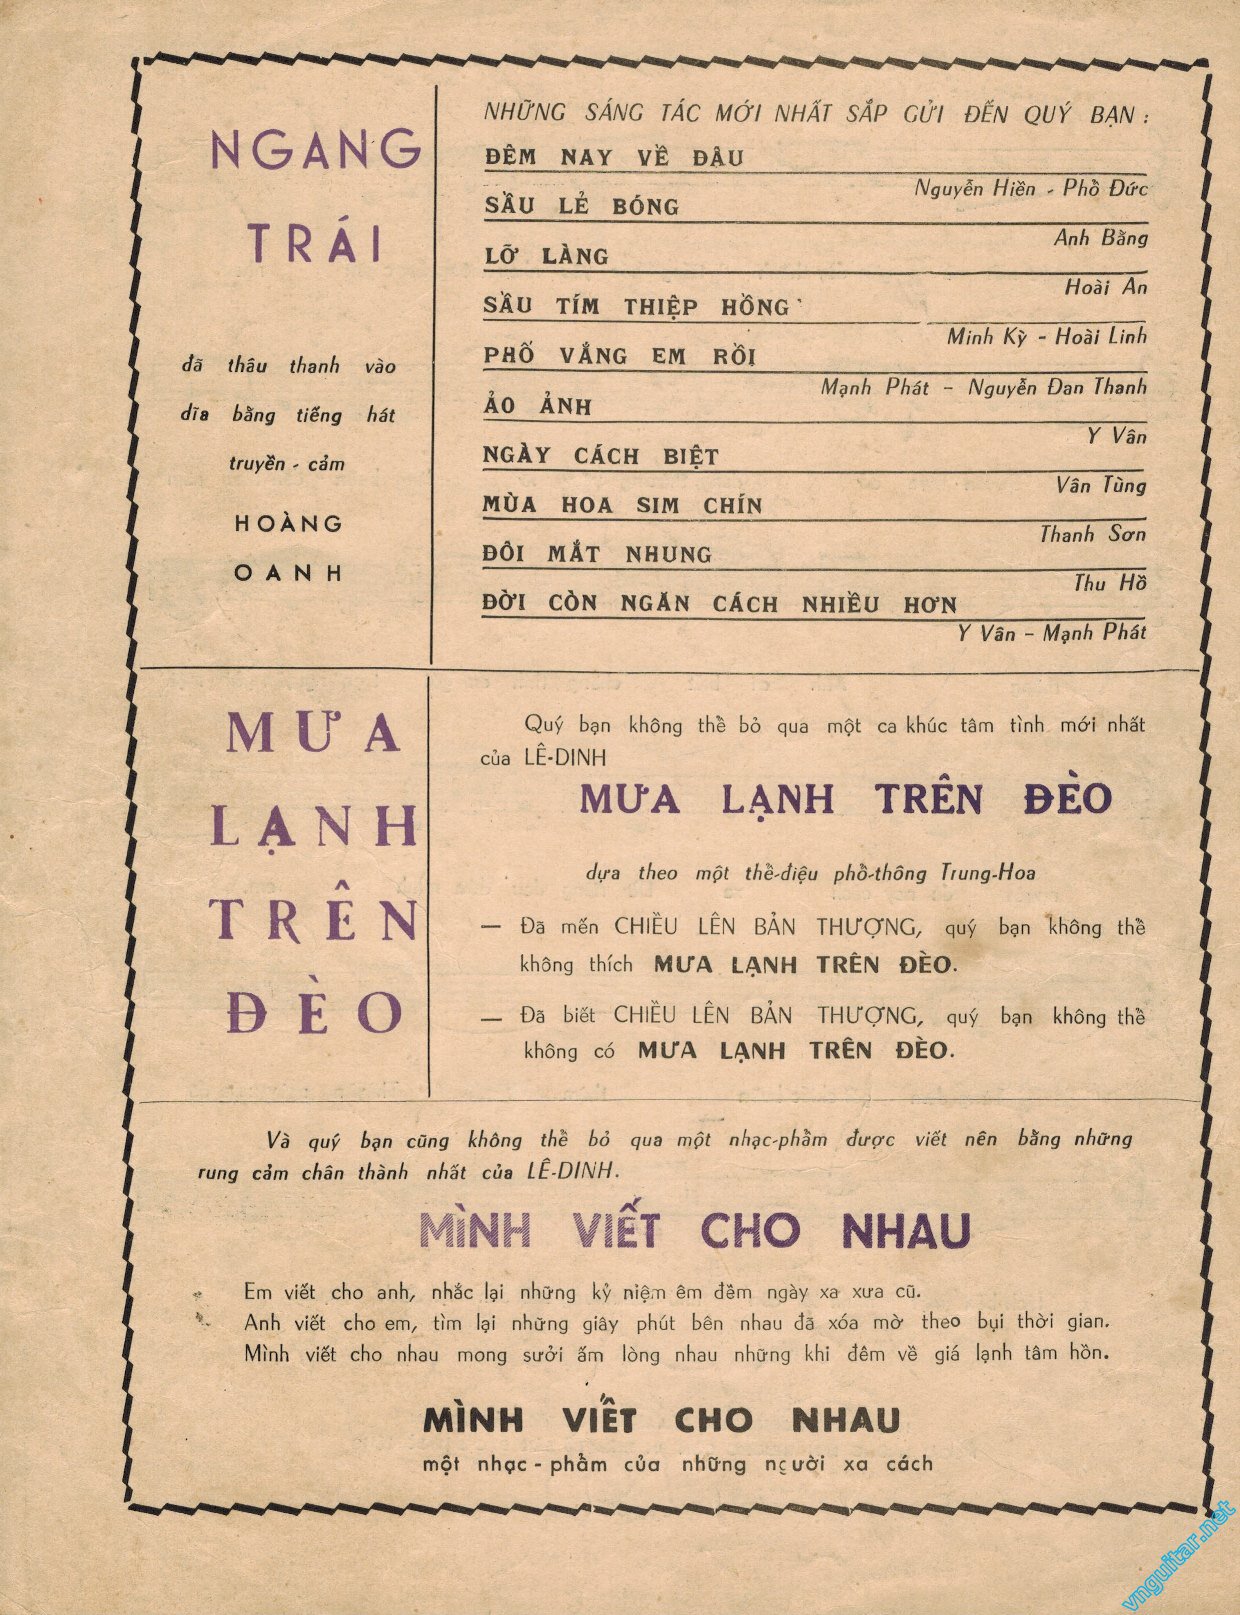 NGANG
TRÁI
đã thâu thanh vào
dĩa bằng tiếng hát
truyền - cảm
HOÀNG
OANH
NHỮNG SÁNG TÁC MỚI NHẤT SẮP GỬI ĐẾN QUÝ BẠN :
ĐÊM NAY VỀ ĐÂU
Nguyễn Hiền - Phồ Đức
SẦU LẺ BÓNG
Anh Bằng
LỠ LÀNG
Hoài An
SẦU TÍM THIỆP HỒNG
Minh Kỳ - Hoài Linh
PHỐ VẮNG EM RỒI
Mạnh Phát – Nguyễn Đan Thanh
ẢO ẢNH
Y Vân
NGÀY CÁCH BIỆT
Vân Tùng
MÙA HOA SIM CHÍN
Thanh Sơn
ĐÔI MẮT NHUNG
Thu Hồ
ĐỜI CÒN NGĂN CÁCH NHIỀU HƠN
Y Vân – Mạnh Phát
MƯA
LẠNH
TRÊN
ĐÈO
Quý bạn không thể bỏ qua một ca khúc tâm tình mới nhất
của LÊ-DINH
MƯA LẠNH TRÊN ĐÈO
dựa theo một thể-điệu phổ-thông Trung-Hoa
— Đã mến CHIỀU LÊN BẢN THƯỢNG, quý bạn không thể
không thích MƯA LẠNH TRÊN ĐÈO.
— Đã biết CHIỀU LÊN BẢN THƯỢNG, quý bạn không thể
không có MƯA LẠNH TRÊN ĐÈO.
Và quý bạn cũng không thể bỏ qua một nhạc-phẩm được viết nên bằng những
rung cảm chân thành nhất của LÊ-DINH.
MÌNH VIẾT CHO NHAU
Em viết cho anh, nhắc lại những kỷ niệm êm đềm ngày xa xưa cũ.
Anh viết cho em, tìm lại những giây phút bên nhau đã xóa mờ theo bụi thời gian.
Mình viết cho nhau mong sưởi ấm lòng nhau những khi đêm về giá lạnh tâm hồn.
MÌNH VIẾT CHO NHAU
một nhạc - phẩm của những người xa cách
vnguitar.net